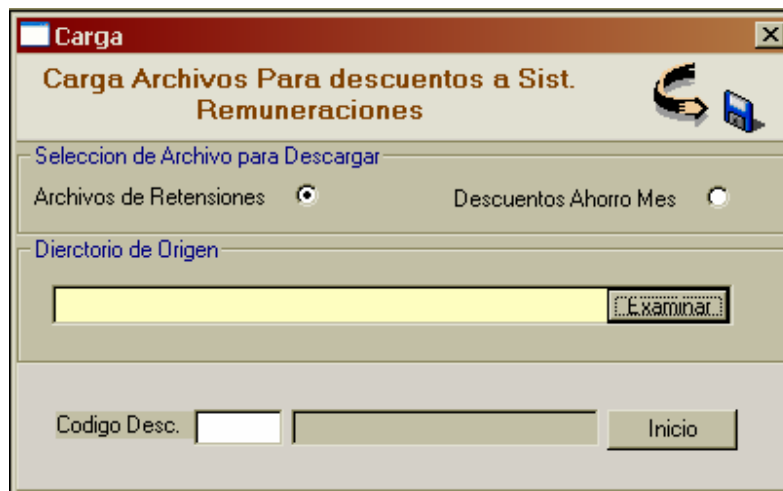 Carga
Carga Archivos Para descuentos a Sist.
Remuneraciones
Seleccion de Archivo para Descargar
Archivos de Retensiones Descuentos Ahorro Mes
Dierctorio de Origen
Examinar
Codigo Desc. Inicio